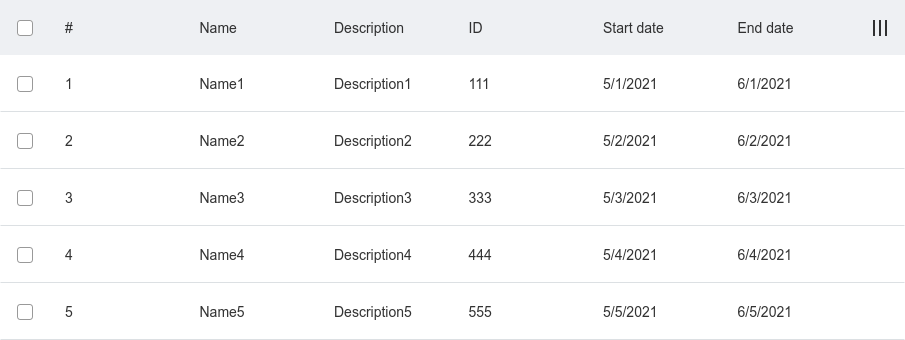 # Name Description ID Start date End date
1 Name1 Description1 111 5/1/2021 6/1/2021
2 Name2 Description2 222 5/2/2021 6/2/2021
3 Name3 Description3 333 5/3/2021 6/3/2021
4 Name4 Description4 444 5/4/2021 6/4/2021
5 Name5 Description5 555 5/5/2021 6/5/2021